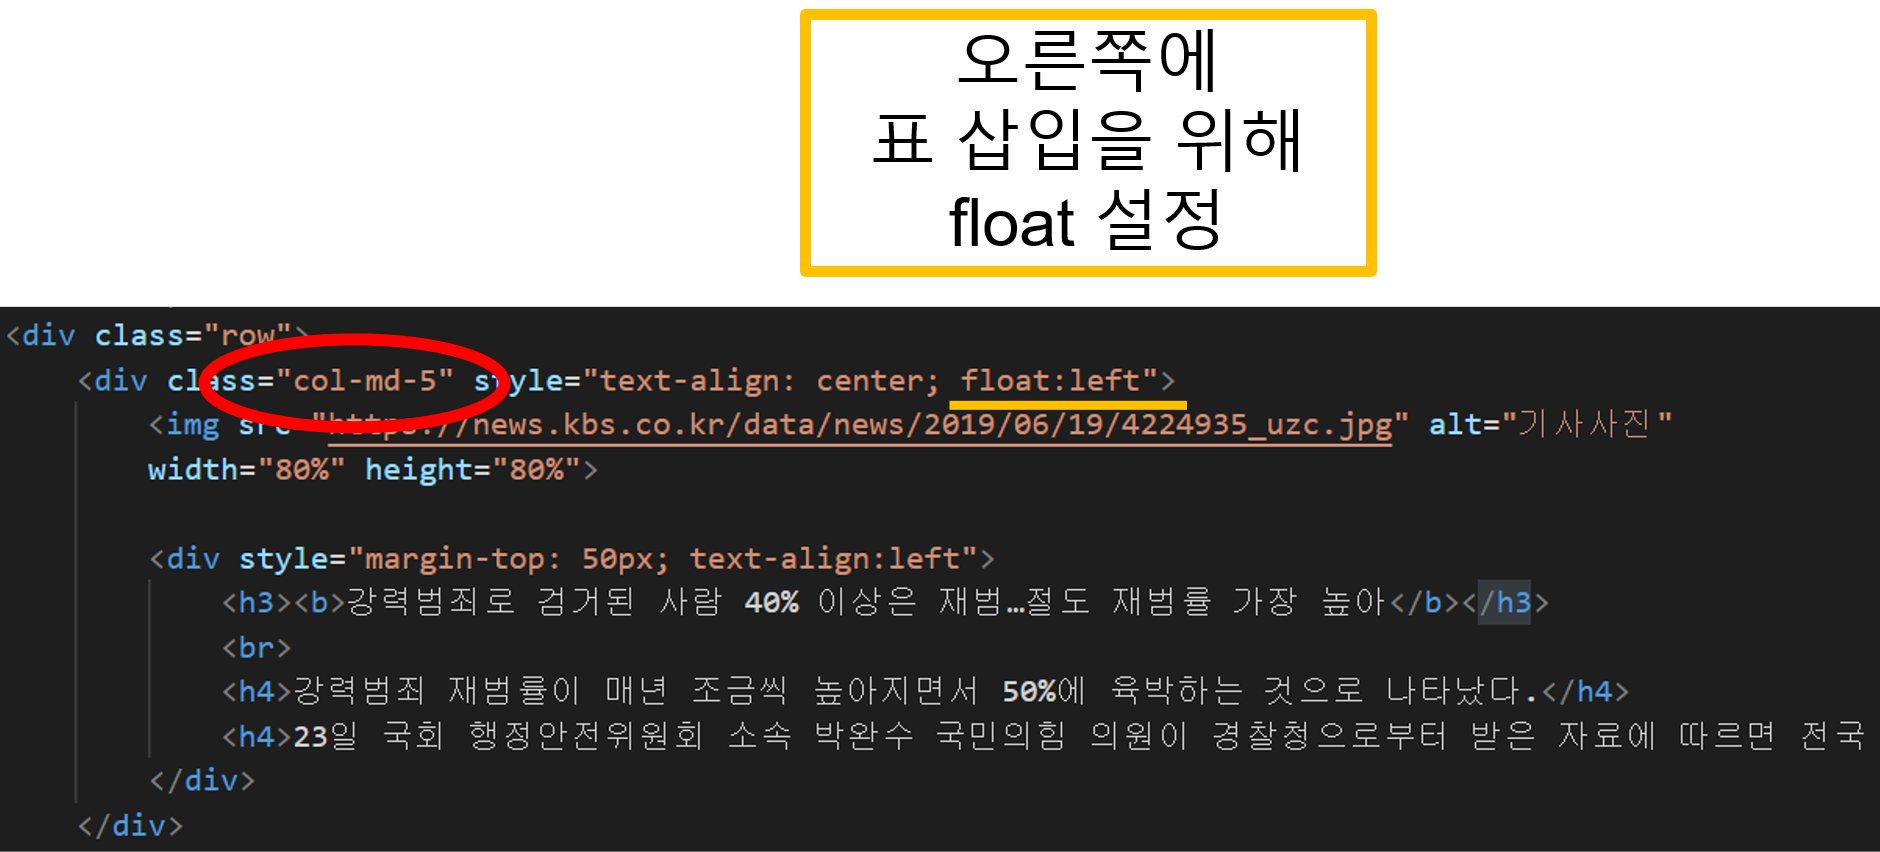 오른쪽에
표 삽입을 위해
float 설정
<div class="row">
<div class="col-md-5" style="text-align: center; float:left">
<img src="https://news.kbs.co.kr/data/news/2019/06/19/4224935_uzc.jpg" alt="기사사진"
width="80%" height="80%">
<div style="margin-top: 50px; text-align:left">
<h3><b>강력범죄로 검거된 사람 40% 이상은 재범…절도 재범률 가장 높아</b></h3>
<br>
<h4>강력범죄 재범률이 매년 조금씩 높아지면서 50%에 육박하는 것으로 나타났다.</h4>
<h4>23일 국회 행정안전위원회 소속 박완수 국민의힘 의원이 경찰청으로부터 받은 자료에 따르면 전국
</div>
</div>